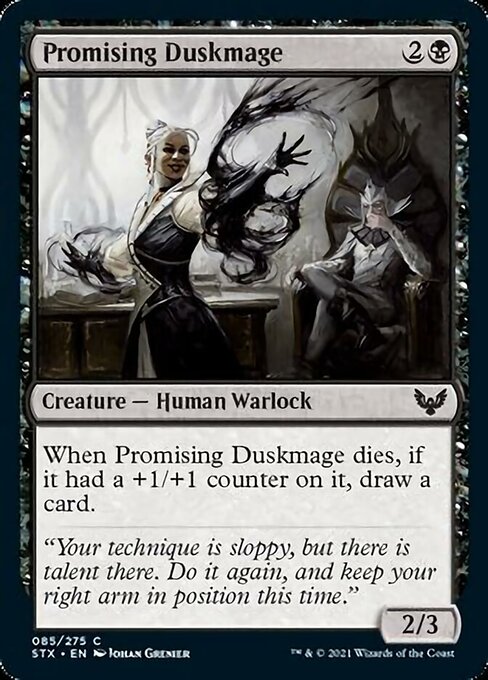 Promising Duskmage 2
Creature — Human Warlock
When Promising Duskmage dies, if
it had a +1/+1 counter on it, draw a
card.
“Your technique is sloppy, but there is
talent there. Do it again, and keep your
right arm in position this time.”
2/3
085/275 C
STX • EN Johan Grenier
™ & © 2021 Wizards of the Coast